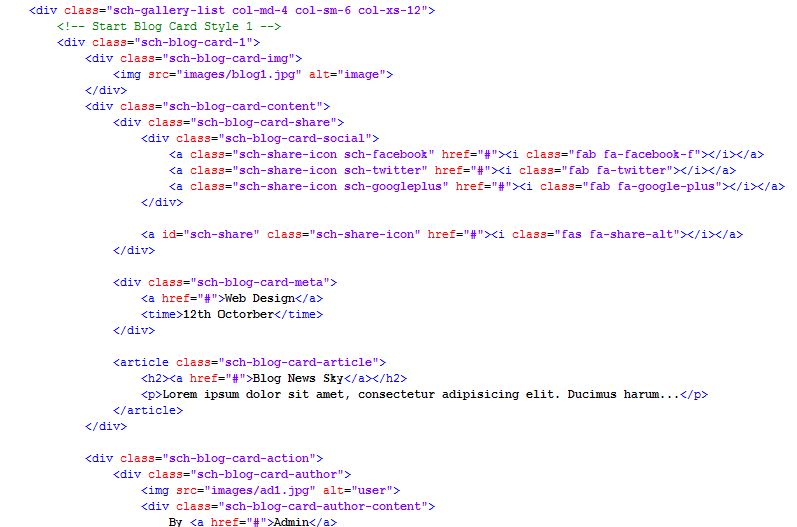 <div class="sch-gallery-list col-md-4 col-sm-6 col-xs-12">
<!-- Start Blog Card Style 1 -->
<div class="sch-blog-card-1">
<div class="sch-blog-card-img">
<img src="images/blog1.jpg" alt="image">
</div>
<div class="sch-blog-card-content">
<div class="sch-blog-card-share">
<div class="sch-blog-card-social">
<a class="sch-share-icon sch-facebook" href="#"><i class="fab fa-facebook-f"></i></a>
<a class="sch-share-icon sch-twitter" href="#"><i class="fab fa-twitter"></i></a>
<a class="sch-share-icon sch-googleplus" href="#"><i class="fab fa-google-plus"></i></a>
</div>
<a id="sch-share" class="sch-share-icon" href="#"><i class="fas fa-share-alt"></i></a>
</div>
<div class="sch-blog-card-meta">
<a href="#">Web Design</a>
<time>12th Octorber</time>
</div>
<article class="sch-blog-card-article">
<h2><a href="#">Blog News Sky</a></h2>
<p>Lorem ipsum dolor sit amet, consectetur adipisicing elit. Ducimus harum...</p>
</article>
</div>
<div class="sch-blog-card-action">
<div class="sch-blog-card-author">
<img src="images/ad1.jpg" alt="user">
<div class="sch-blog-card-author-content">
By <a href="#">Admin</a>